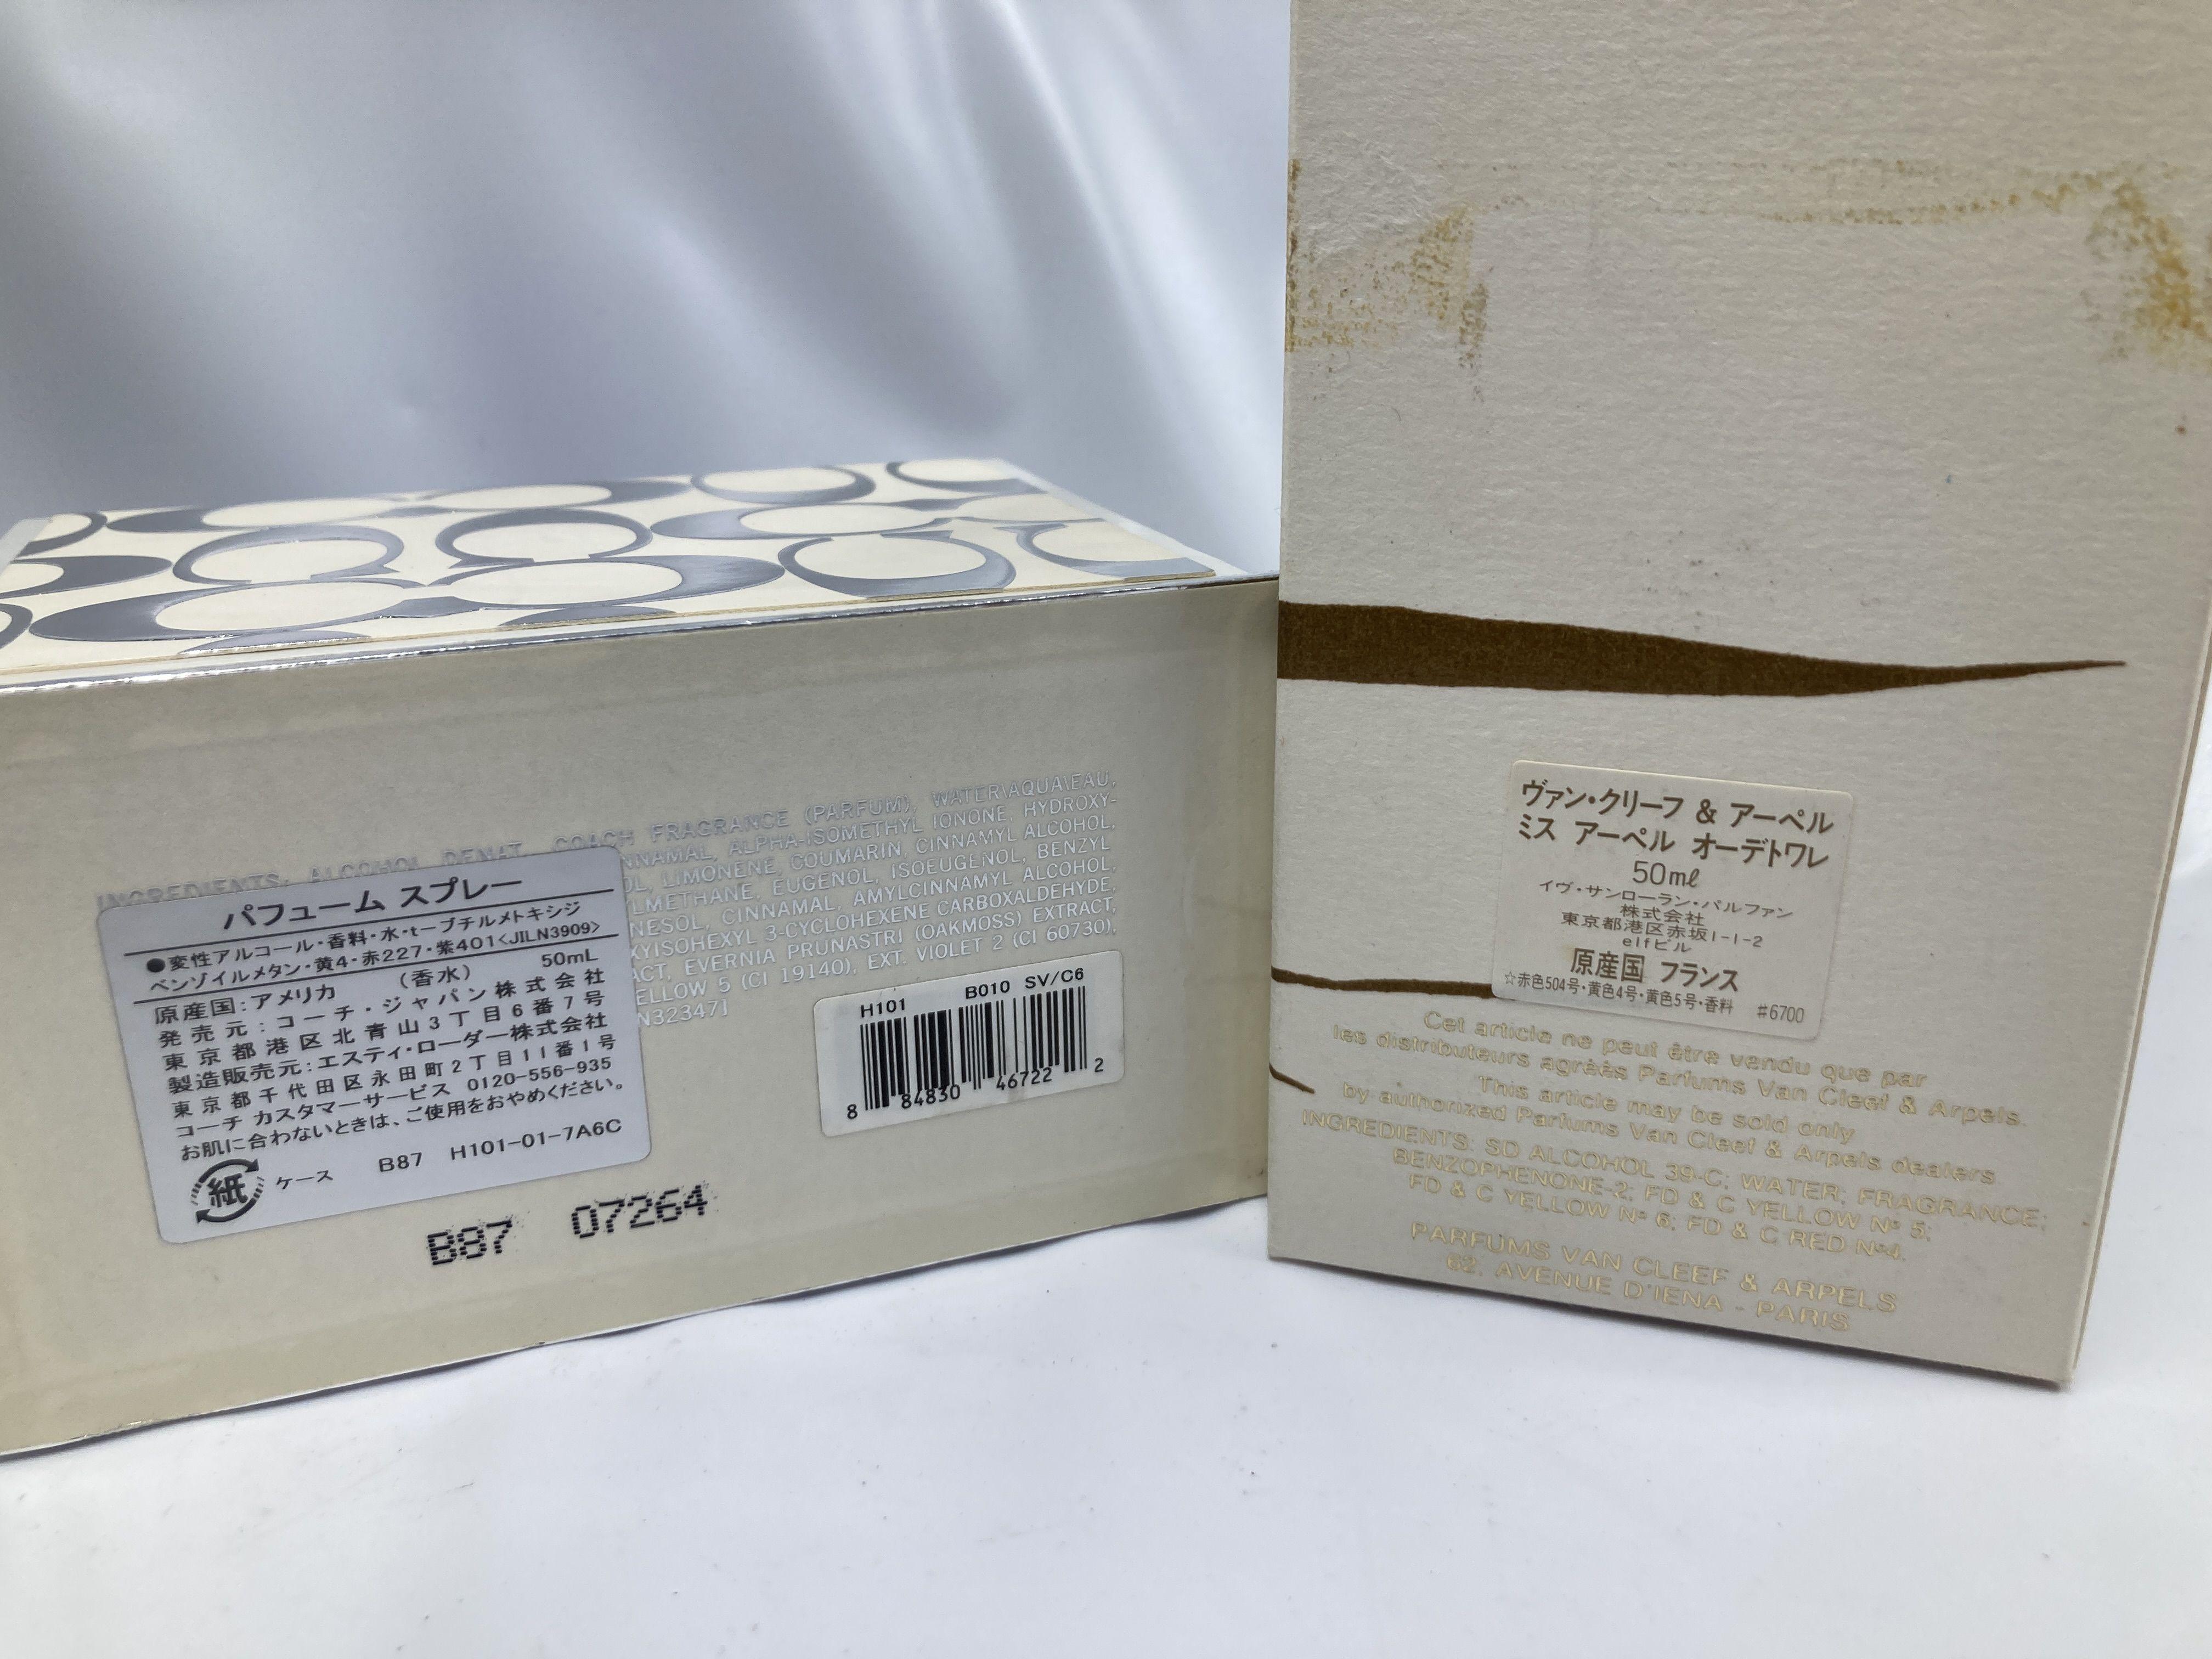 INGREDIENTS: ALCOHOL DENAT. COACH FRAGRANCE (PARFUM), WATER\AQUA\EAU,
NNAMAL, ALPHA-ISOMETHYL IONONE, HYDROXY-
OL, LIMONENE, COUMARIN, CINNAMYL ALCOHOL,
LMETHANE, EUGENOL, ISOEUGENOL, BENZYL
NESOL, CINNAMAL, AMYLCINNAMYL ALCOHOL,
XYISOHEXYL 3-CYCLOHEXENE CARBOXALDEHYDE,
ACT, EVERNIA PRUNASTRI (OAKMOSS) EXTRACT,
ELLOW 5 (CI 19140), EXT. VIOLET 2 (CI 60730),
N32347]
パフューム スプレー
●変性アルコール・香料・水・t-ブチルメトキシジ
ベンゾイルメタン・黄4・赤227・紫401<JILN3909>
(香水) 50mL
原産国:アメリカ
発売元:コーチ・ジャパン株式会社
東京都港区北青山3丁目6番7号
製造販売元:エスティ・ローダー株式会社
東京都千代田区永田町2丁目11番1号
コーチ カスタマーサービス 0120-556-935
お肌に合わないときは、ご使用をおやめください。
紙 ケース B87 H101-01-7A6C
B87 07264
H101 B010 SV/C6
8 84830 46722 2
ヴァン・クリーフ & アーペル
ミス アーペル オーデトワレ
50mℓ
イヴ・サンローラン・パルファン
株式会社
東京都港区赤坂1-1-2
elfビル
原産国 フランス
☆赤色504号・黄色4号・黄色5号・香料 #6700
Cet article ne peut être vendu que par
les distributeurs agréés Parfums Van Cleef & Arpels.
This article may be sold only
by authorized Parfums Van Cleef & Arpels dealers.
INGREDIENTS: SD ALCOHOL 39-C; WATER; FRAGRANCE;
BENZOPHENONE-2; FD & C YELLOW Nº 5;
FD & C YELLOW Nº 6; FD & C RED Nº4.
PARFUMS VAN CLEEF & ARPELS
62, AVENUE D'IENA - PARIS